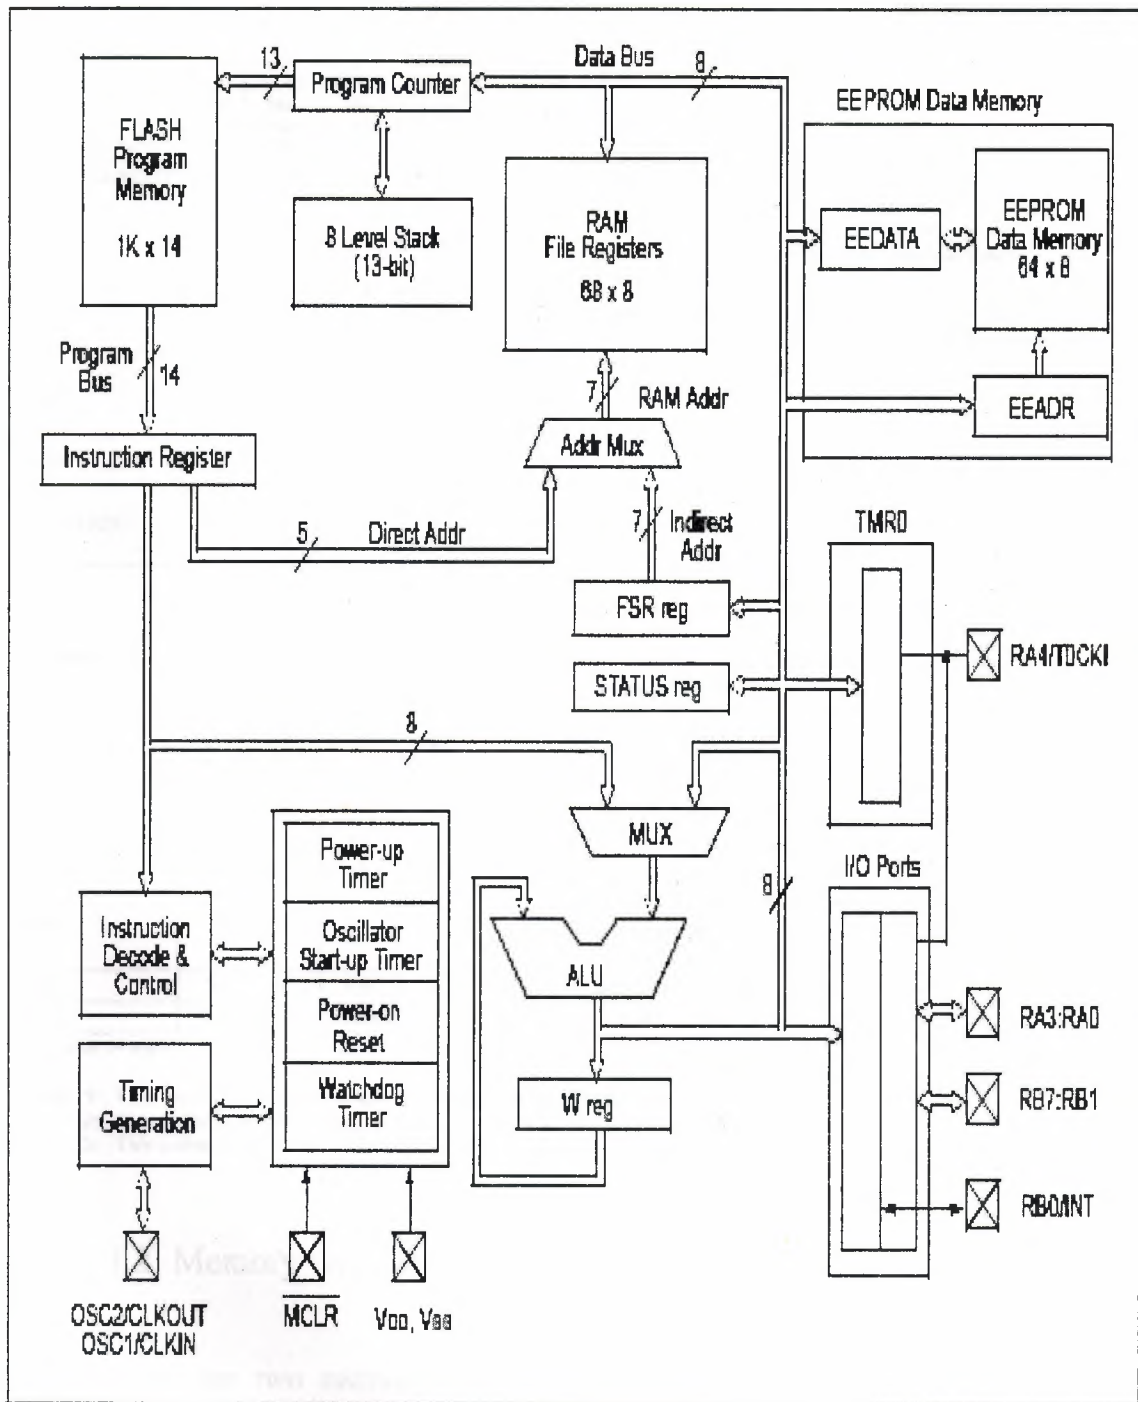 Data Bus
8
13
Program Counter
FLASH
Program
Memory
1K x 14
8 Level Stack
(13-bit)
RAM
File Registers
68 x 8
EEPROM Data Memory
EEDATA
EEPROM
Data Memory
64 x 8
EEADR
Program
Bus
14
7
RAM Addr
Addr Mux
Instruction Register
5
Direct Addr
7
Indirect
Addr
FSR reg
STATUS reg
TMR0
RA4/T0CKI
8
MUX
8
I/O Ports
Power-up
Timer
Oscillator
Start-up Timer
Power-on
Reset
Watchdog
Timer
Instruction
Decode &
Control
Timing
Generation
ALU
W reg
RA3:RA0
RB7:RB1
RB0/INT
OSC2/CLKOUT
OSC1/CLKIN
MCLR
VDD, VSS